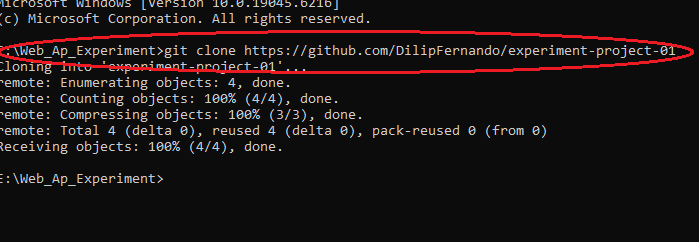 Microsoft Windows [Version 10.0.19045.6216]
(c) Microsoft Corporation. All rights reserved.
E:\Web_Ap_Experiment>git clone https://github.com/DilipFernando/experiment-project-01
Cloning into 'experiment-project-01'...
remote: Enumerating objects: 4, done.
remote: Counting objects: 100% (4/4), done.
remote: Compressing objects: 100% (3/3), done.
remote: Total 4 (delta 0), reused 4 (delta 0), pack-reused 0 (from 0)
Receiving objects: 100% (4/4), done.
E:\Web_Ap_Experiment>